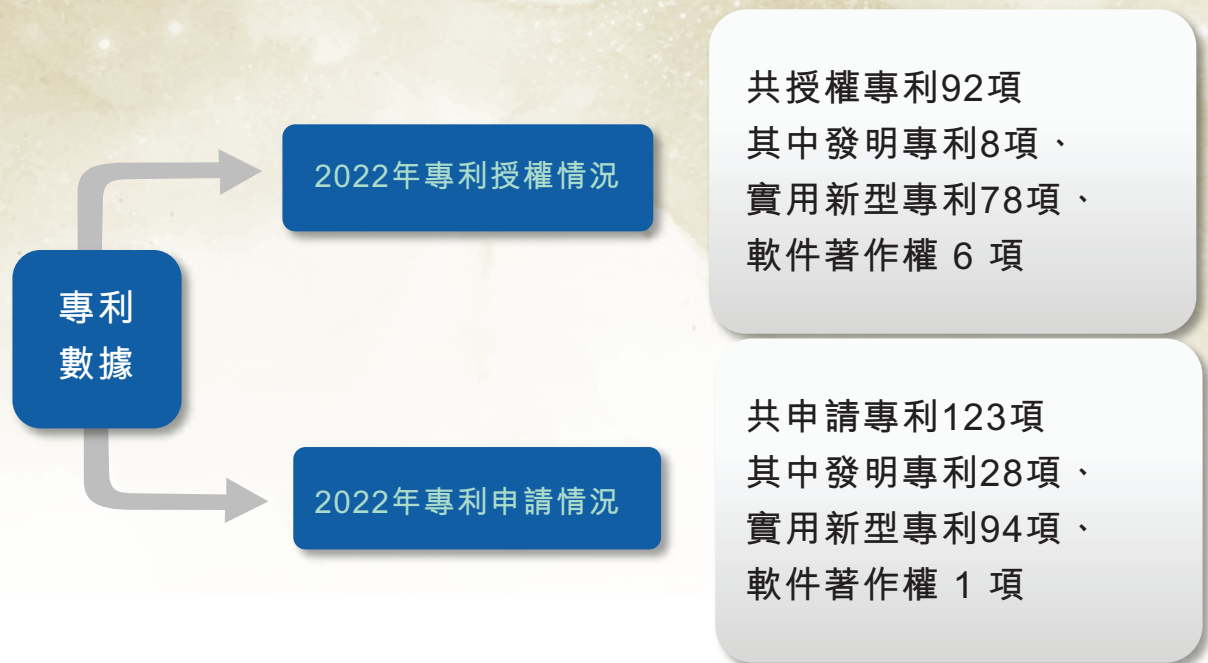 專利
數據
2022年專利授權情況
共授權專利92項
其中發明專利8項、
實用新型專利78項、
軟件著作權 6 項
2022年專利申請情況
共申請專利123項
其中發明專利28項、
實用新型專利94項、
軟件著作權 1 項